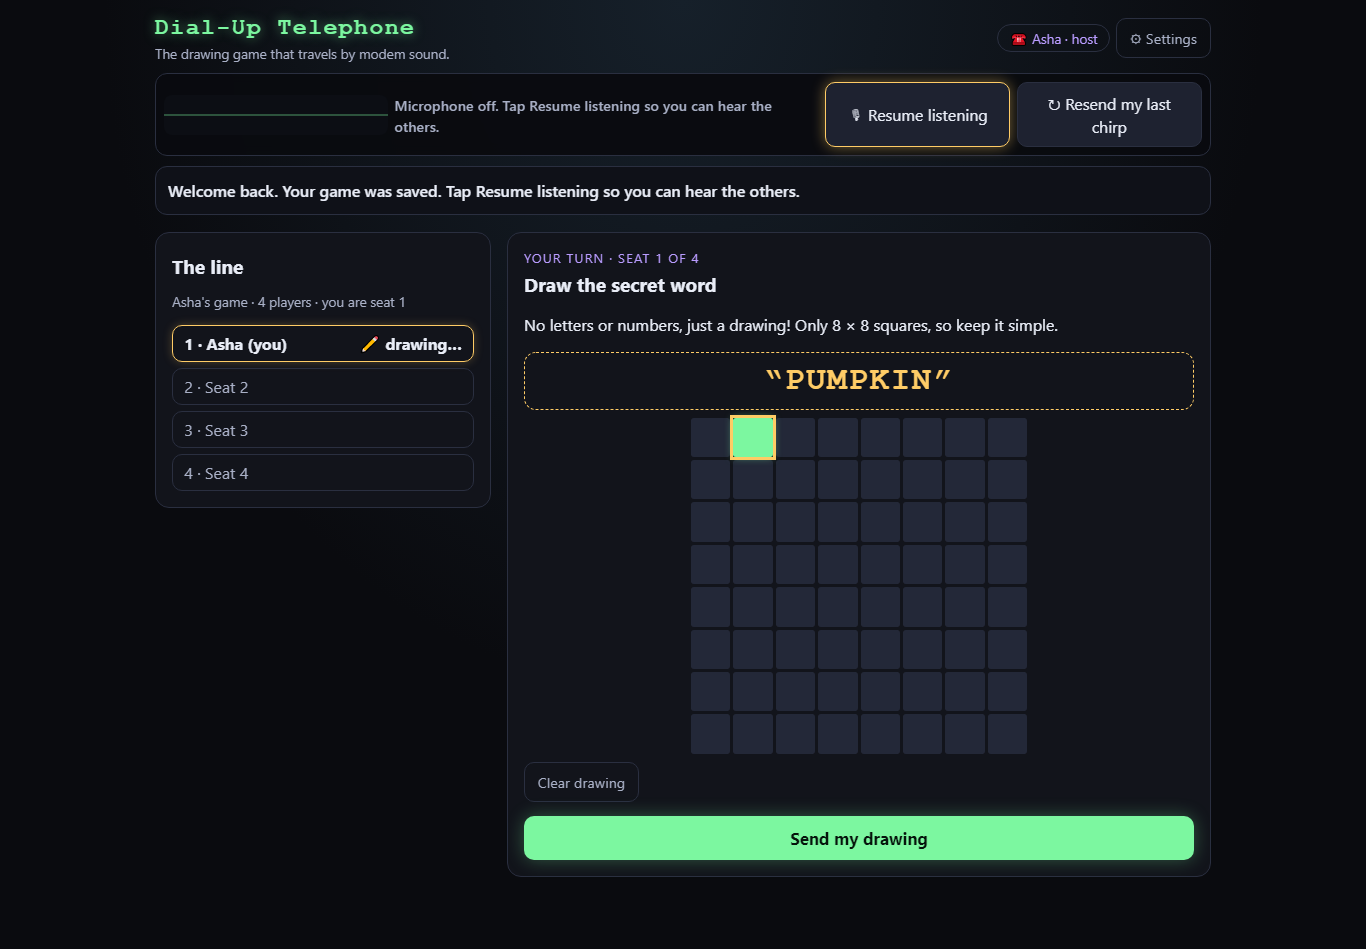 Dial-Up Telephone
The drawing game that travels by modem sound.
Asha · host
Settings
Microphone off. Tap Resume listening so you can hear the
others.
Resume listening
↻ Resend my last
chirp
Welcome back. Your game was saved. Tap Resume listening so you can hear the others.
The line
Asha's game · 4 players · you are seat 1
1 · Asha (you) drawing...
2 · Seat 2
3 · Seat 3
4 · Seat 4
YOUR TURN · SEAT 1 OF 4
Draw the secret word
No letters or numbers, just a drawing! Only 8 × 8 squares, so keep it simple.
“PUMPKIN”
Clear drawing
Send my drawing